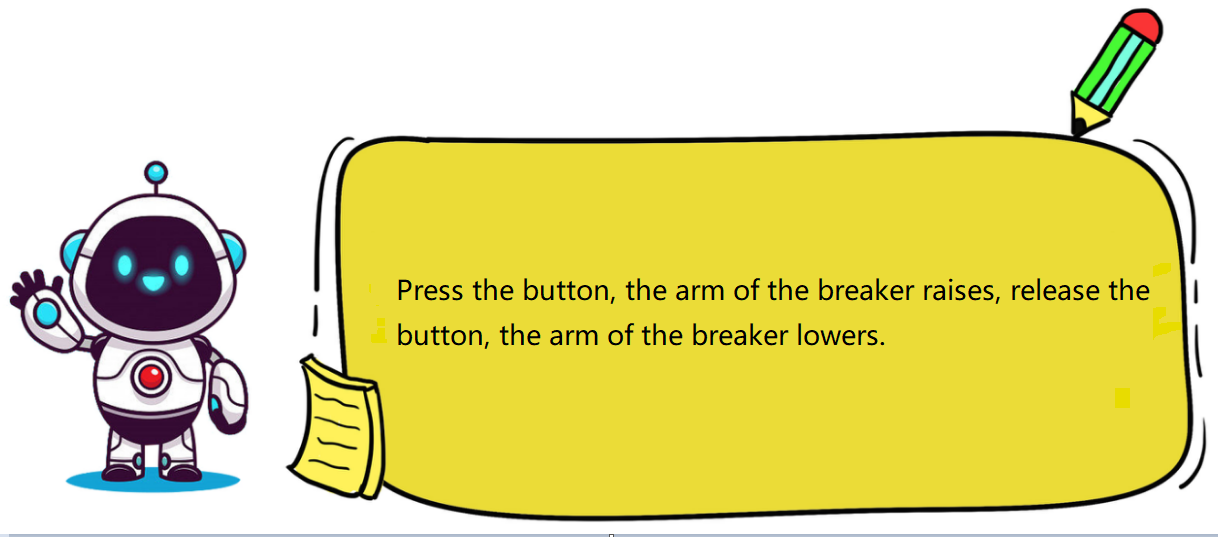 Press the button, the arm of the breaker raises, release the
button, the arm of the breaker lowers.